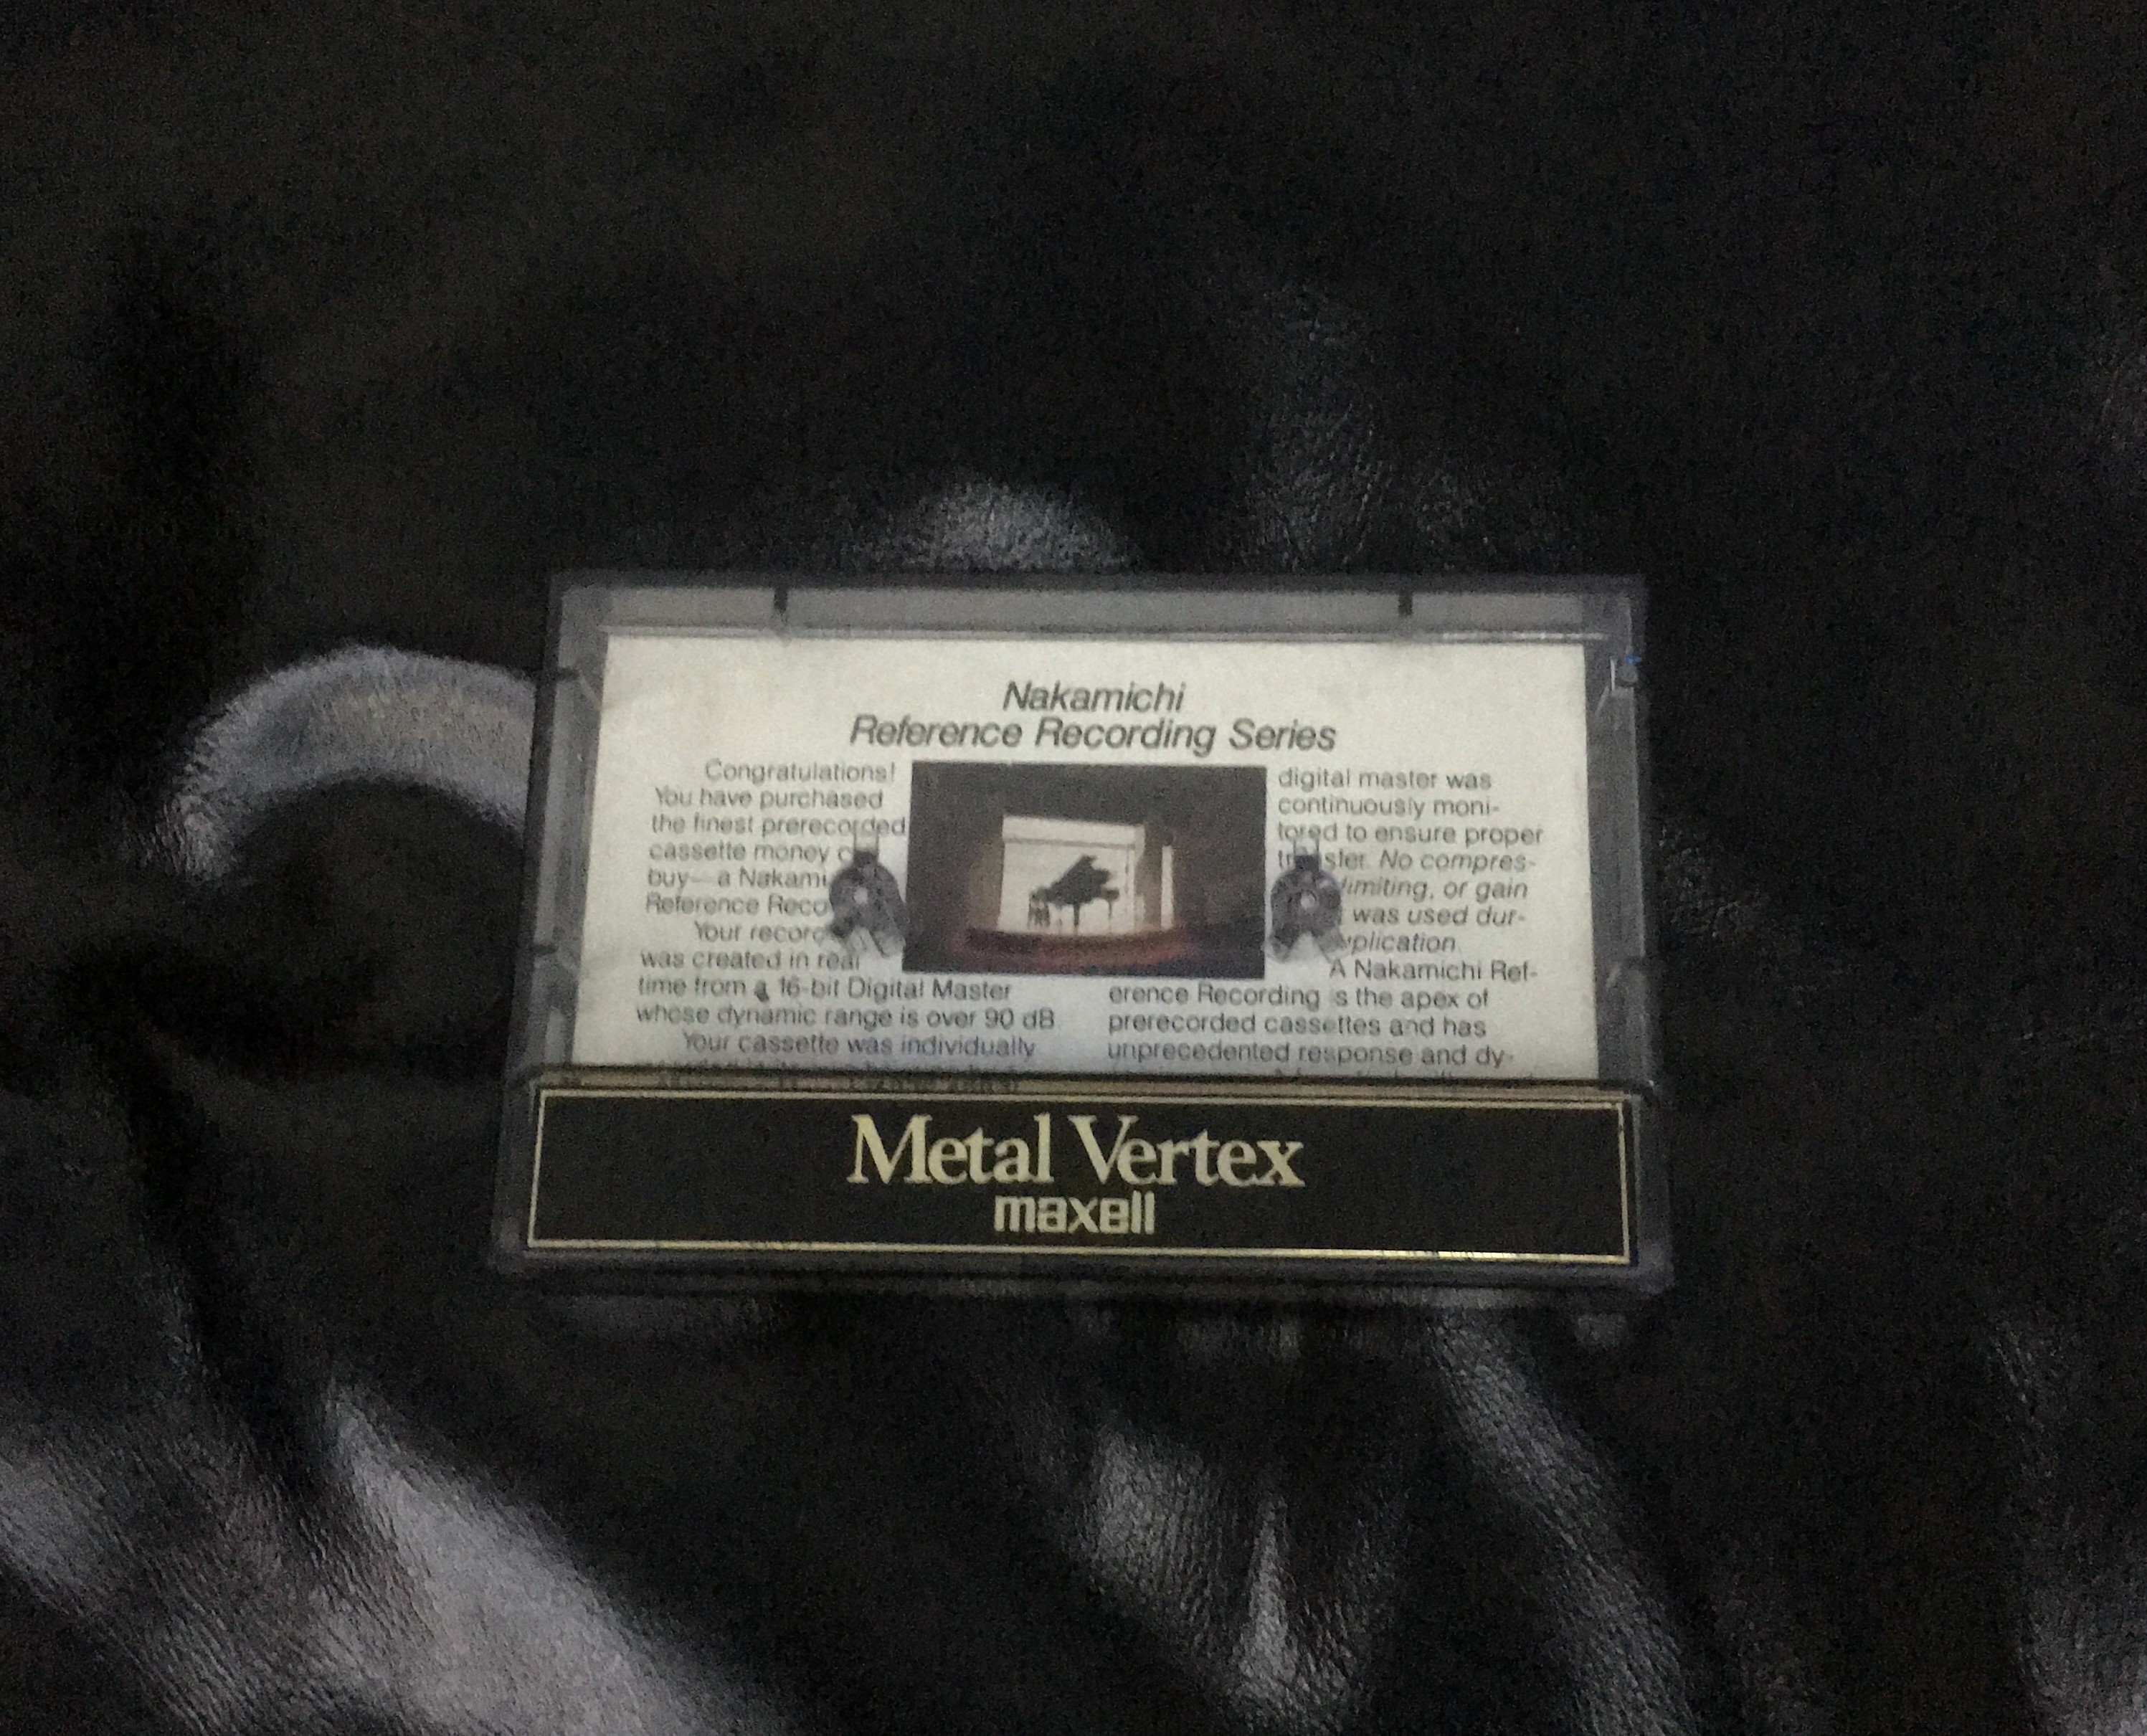 Nakamichi
Reference Recording Series
Congratulations!
You have purchased
the finest prerecorded
cassette money
buy—a Nakami
Reference Reco
Your record
was created in real
time from a 16-bit Digital Master
whose dynamic range is over 90 dB
Your cassette was individually
digital master was
continuously moni-
tored to ensure proper
No compres-
limiting, or gain
was used dur-
plication.
A Nakamichi Ref-
erence Recording is the apex of
prerecorded cassettes and has
unprecedented response and dy-
Metal Vertex
maxell